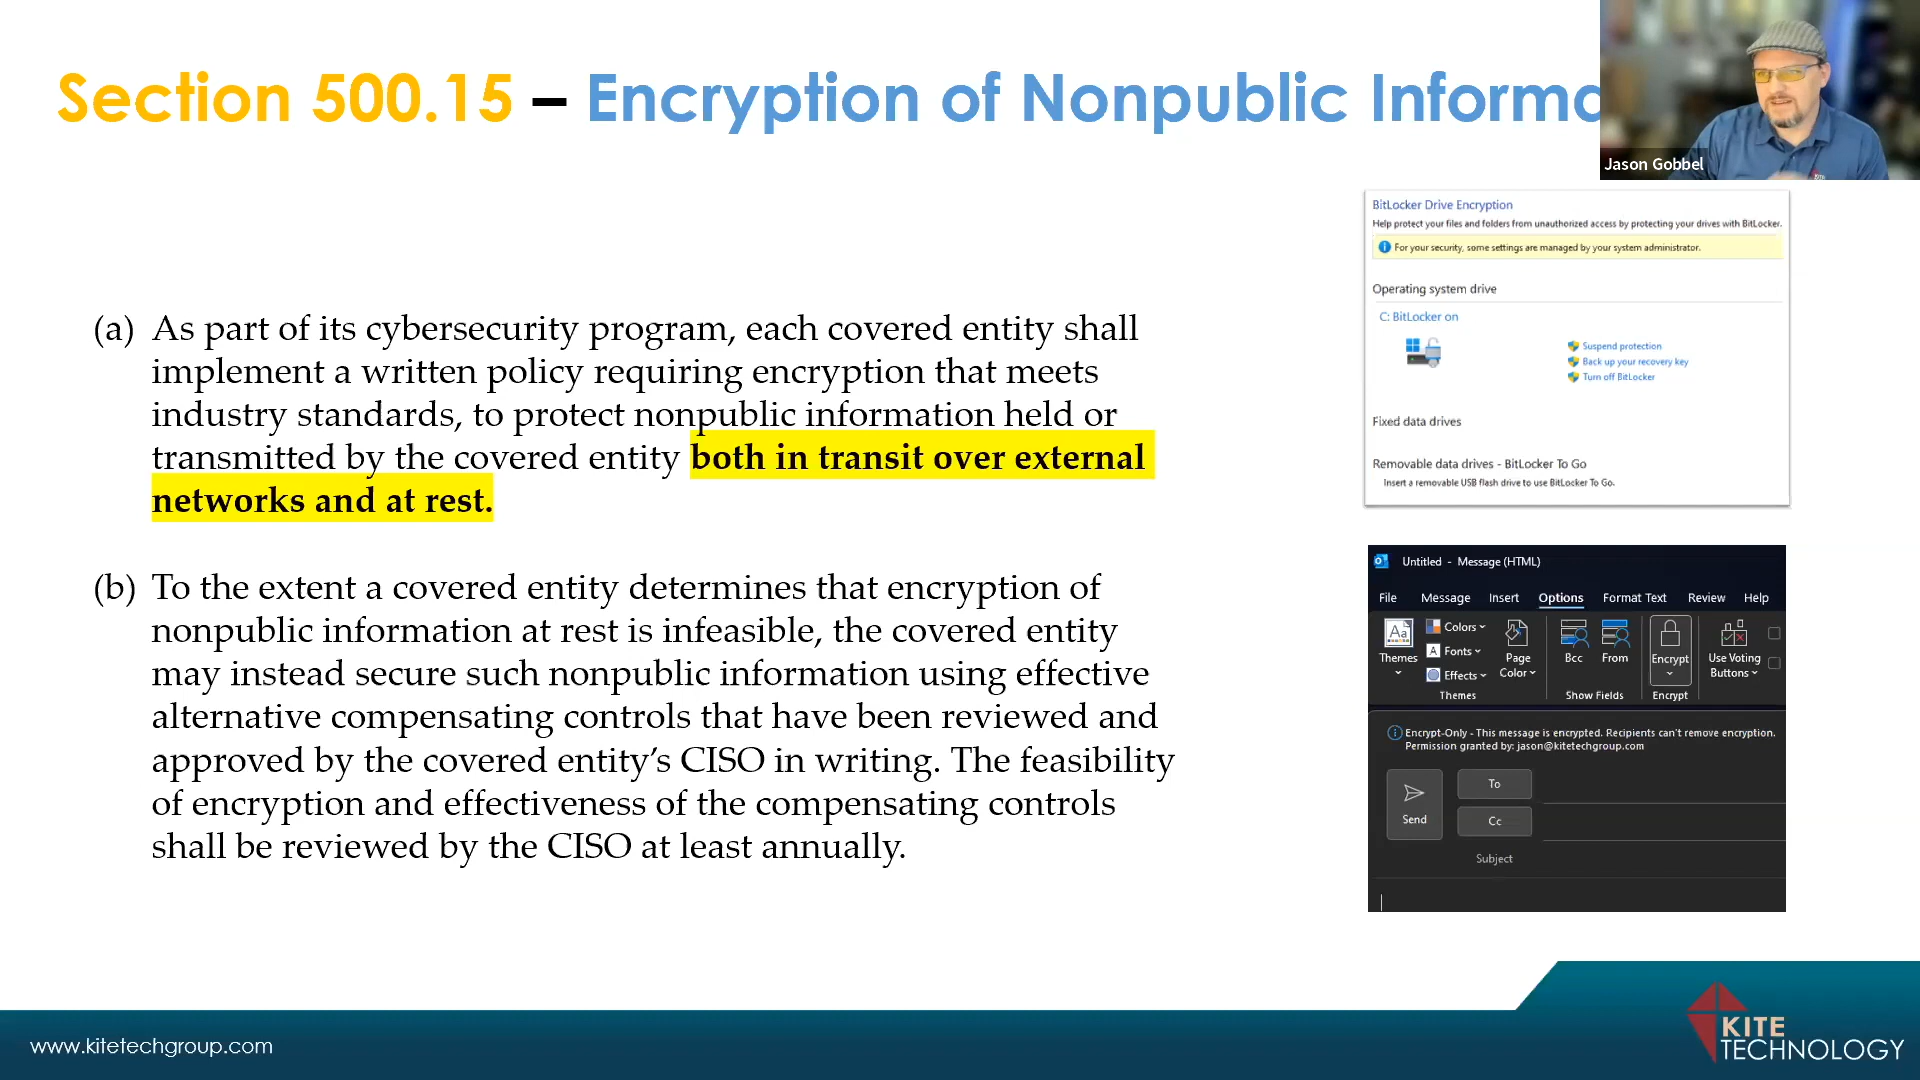 Section 500.15 – Encryption of Nonpublic Informa
Jason Gobbel
(a) As part of its cybersecurity program, each covered entity shall
implement a written policy requiring encryption that meets
industry standards, to protect nonpublic information held or
transmitted by the covered entity both in transit over external
networks and at rest.
(b) To the extent a covered entity determines that encryption of
nonpublic information at rest is infeasible, the covered entity
may instead secure such nonpublic information using effective
alternative compensating controls that have been reviewed and
approved by the covered entity’s CISO in writing. The feasibility
of encryption and effectiveness of the compensating controls
shall be reviewed by the CISO at least annually.
BitLocker Drive Encryption
Help protect your files and folders from unauthorized access by protecting your drives with BitLocker.
For your security, some settings are managed by your system administrator.
Operating system drive
C: BitLocker on
Suspend protection
Back up your recovery key
Turn off BitLocker
Fixed data drives
Removable data drives - BitLocker To Go
Insert a removable USB flash drive to use BitLocker To Go.
Untitled - Message (HTML)
File Message Insert Options Format Text Review Help
Aa
Themes
Colors
Fonts
Effects
Page
Color
Bcc
From
Encrypt
Use Voting
Buttons
Themes Show Fields Encrypt
Encrypt-Only - This message is encrypted. Recipients can't remove encryption.
Permission granted by: jason@kitetechgroup.com
Send
To
Cc
Subject
www.kitetechgroup.com
KITE
TECHNOLOGY